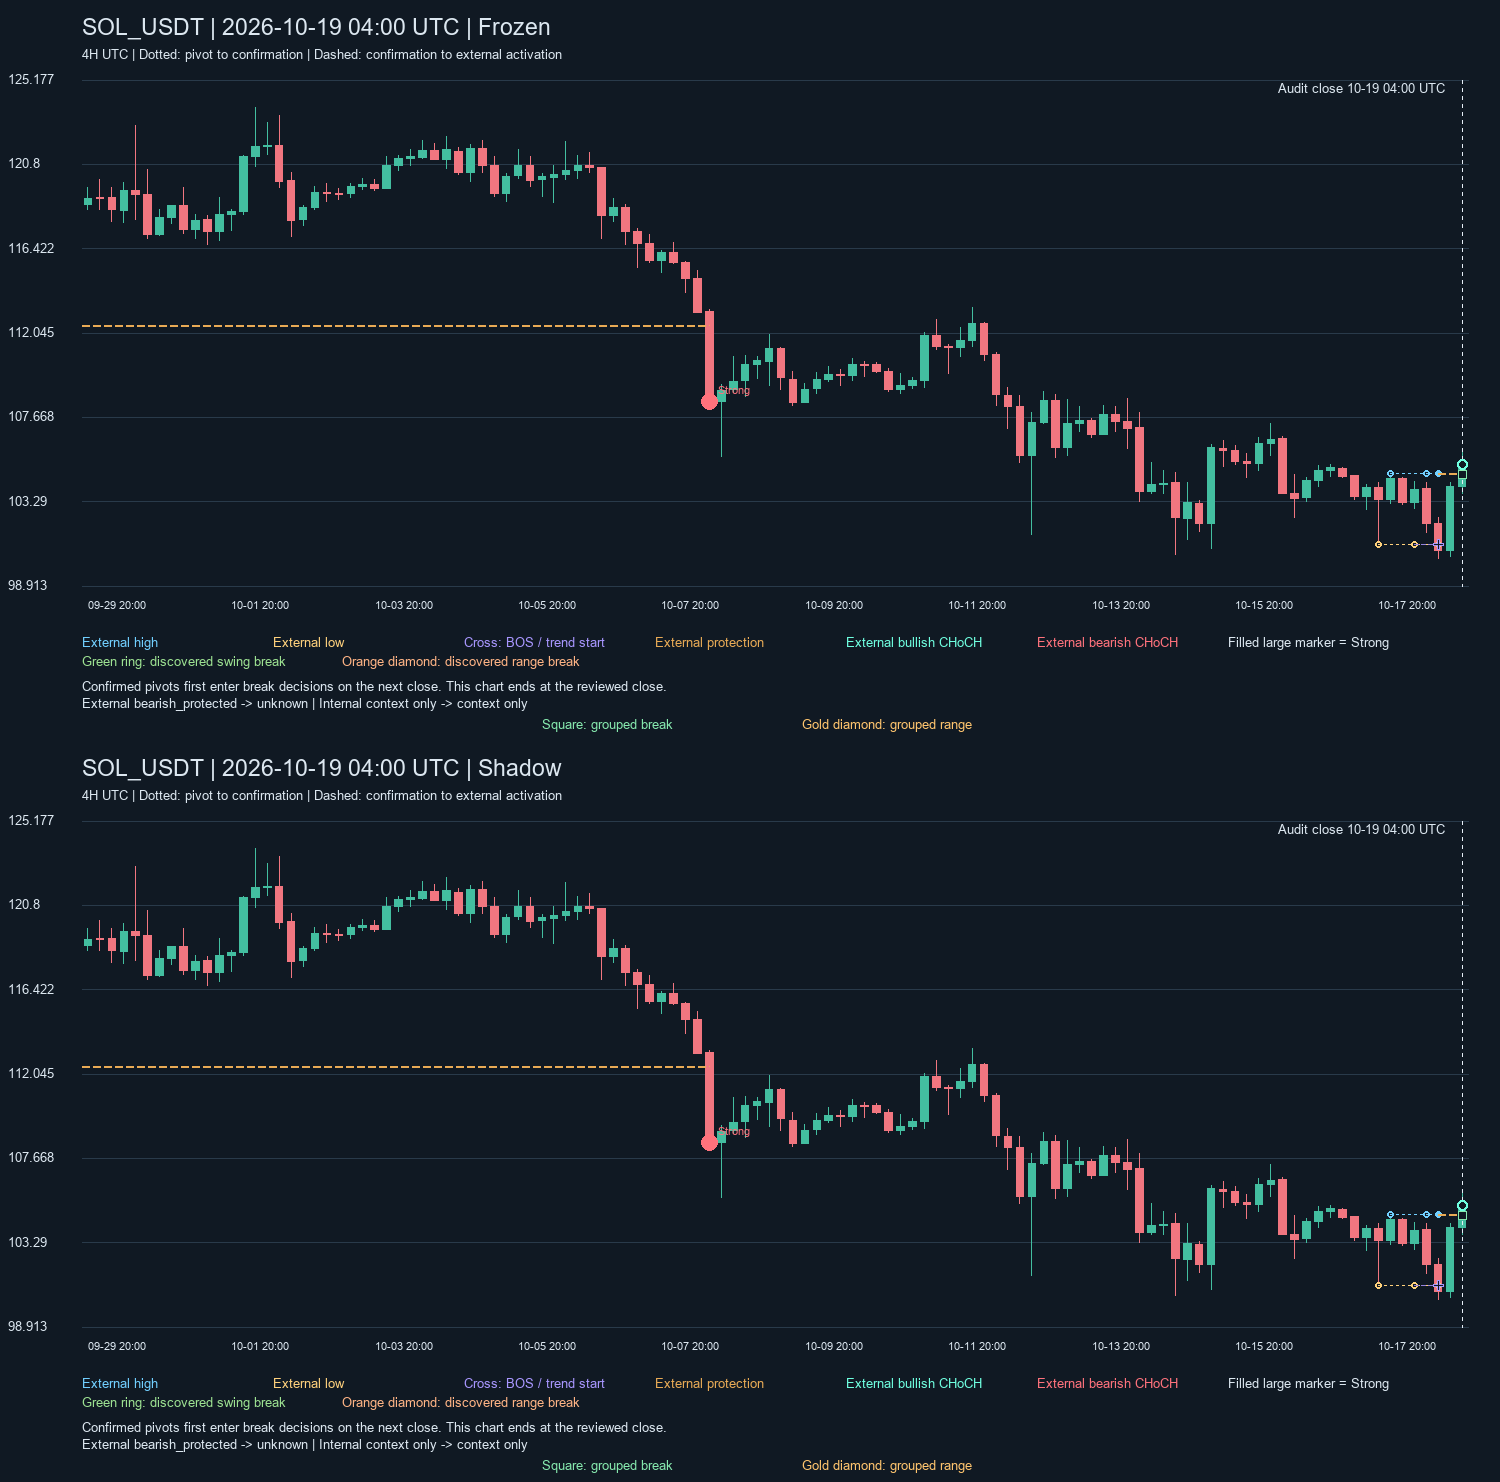 SOL_USDT | 2026-10-19 04:00 UTC | Frozen
4H UTC | Dotted: pivot to confirmation | Dashed: confirmation to external activation
125.177
Audit close 10-19 04:00 UTC
120.8
116.422
112.045
Strong
107.668
103.29
98.913
09-29 20:00 10-01 20:00 10-03 20:00 10-05 20:00 10-07 20:00 10-09 20:00 10-11 20:00 10-13 20:00 10-15 20:00 10-17 20:00
External high External low Cross: BOS / trend start External protection External bullish CHoCH External bearish CHoCH Filled large marker = Strong
Green ring: discovered swing break Orange diamond: discovered range break
Confirmed pivots first enter break decisions on the next close. This chart ends at the reviewed close.
External bearish_protected -> unknown | Internal context only -> context only
Square: grouped break Gold diamond: grouped range
SOL_USDT | 2026-10-19 04:00 UTC | Shadow
4H UTC | Dotted: pivot to confirmation | Dashed: confirmation to external activation
125.177
Audit close 10-19 04:00 UTC
120.8
116.422
112.045
Strong
107.668
103.29
98.913
09-29 20:00 10-01 20:00 10-03 20:00 10-05 20:00 10-07 20:00 10-09 20:00 10-11 20:00 10-13 20:00 10-15 20:00 10-17 20:00
External high External low Cross: BOS / trend start External protection External bullish CHoCH External bearish CHoCH Filled large marker = Strong
Green ring: discovered swing break Orange diamond: discovered range break
Confirmed pivots first enter break decisions on the next close. This chart ends at the reviewed close.
External bearish_protected -> unknown | Internal context only -> context only
Square: grouped break Gold diamond: grouped range